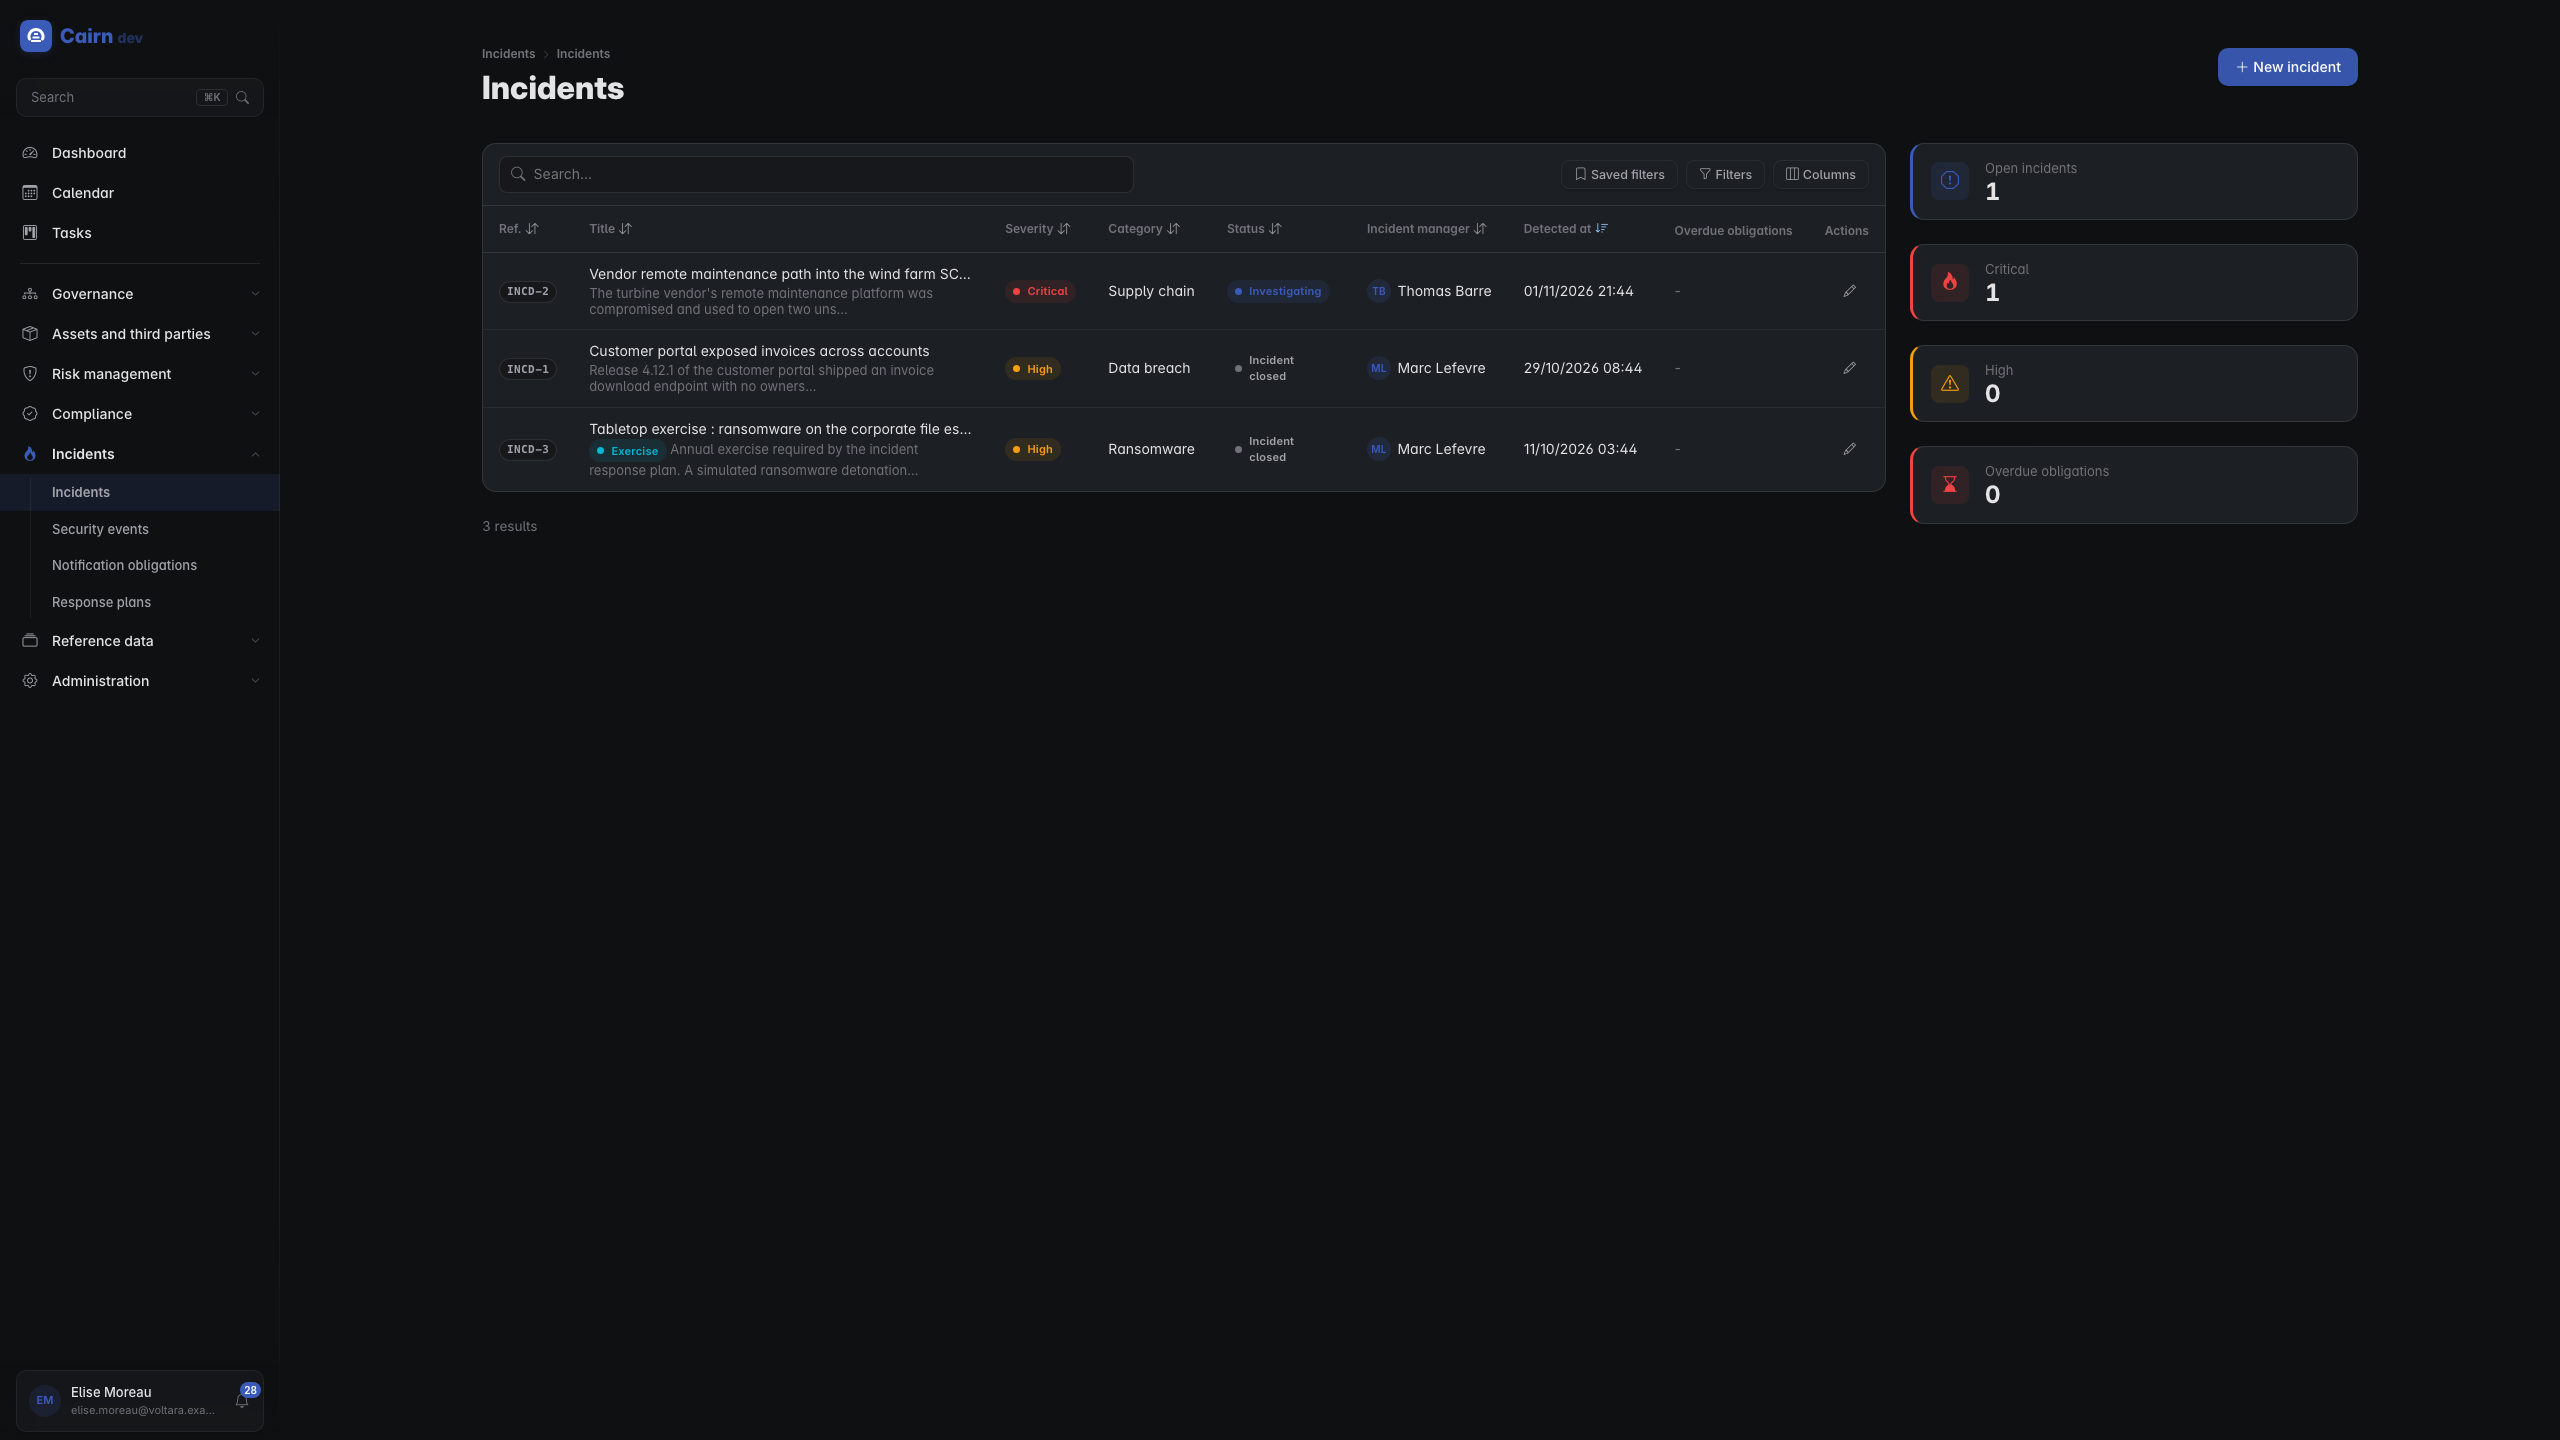 Cairn dev
Search ⌘K
Dashboard
Calendar
Tasks
Governance
Assets and third parties
Risk management
Compliance
Incidents
Incidents
Security events
Notification obligations
Response plans
Reference data
Administration
EM Elise Moreau
elise.moreau@voltara.exa...
28
Incidents > Incidents
Incidents
+ New incident
Search...
Saved filters Filters Columns
Ref. Title Severity Category Status Incident manager Detected at Overdue obligations Actions
INCD-2
Vendor remote maintenance path into the wind farm SC...
The turbine vendor's remote maintenance platform was
compromised and used to open two uns...
Critical
Supply chain
Investigating
TB Thomas Barre
01/11/2026 21:44
-
INCD-1
Customer portal exposed invoices across accounts
Release 4.12.1 of the customer portal shipped an invoice
download endpoint with no owners...
High
Data breach
Incident
closed
ML Marc Lefevre
29/10/2026 08:44
-
INCD-3
Tabletop exercise : ransomware on the corporate file es...
Exercise Annual exercise required by the incident
response plan. A simulated ransomware detonation...
High
Ransomware
Incident
closed
ML Marc Lefevre
11/10/2026 03:44
-
3 results
Open incidents
1
Critical
1
High
0
Overdue obligations
0